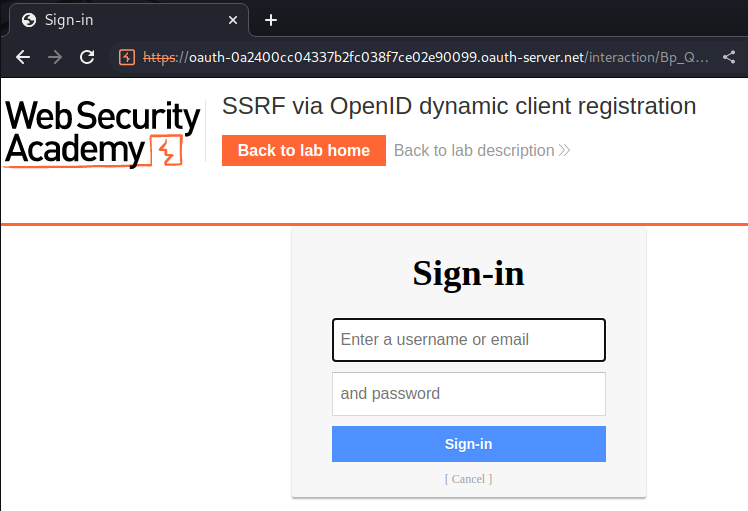 Sign-in
https://oauth-0a2400cc04337b2fc038f7ce02e90099.oauth-server.net/interaction/Bp_Q...
Web Security
Academy
SSRF via OpenID dynamic client registration
Back to lab home
Back to lab description
Sign-in
Enter a username or email
and password
Sign-in
[ Cancel ]